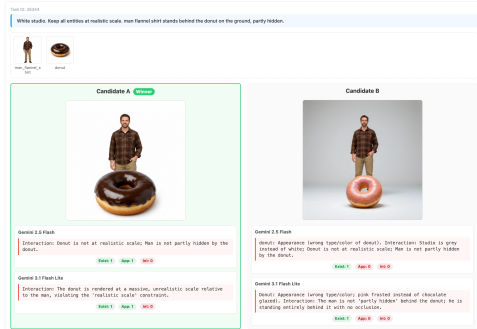 Task ID: 00034
White studio. Keep all entities at realistic scale, man flannel shirt stands behind the donut on the ground, partly hidden.
man_flannel_s
hirt
donut
Candidate A
Winner
Gemini 2.5 Flash
Interaction: Donut is not at realistic scale; Man is not partly hidden by the
donut.
Exist: 1
App: 1
Int: 0
Gemini 3.1 Flash Lite
Interaction: The donut is rendered at a massive, unrealistic scale relative
to the man, violating the 'realistic scale' constraint.
Exist: 1
App: 1
Int: 0
Candidate B
Gemini 2.5 Flash
donut: Appearance (wrong type/color of donut). Interaction: Studio is grey
instead of white; Donut is not at realistic scale; Man is not partly hidden
by the donut.
Exist: 1
App: 0
Int: 0
Gemini 3.1 Flash Lite
Donut: Appearance (wrong type/color; pink frosted instead of chocolate
glazed). Interaction: The man is not 'partly hidden' behind the donut; he is
standing entirely behind it with no occlusion.
Exist: 1
App: 0
Int: 0